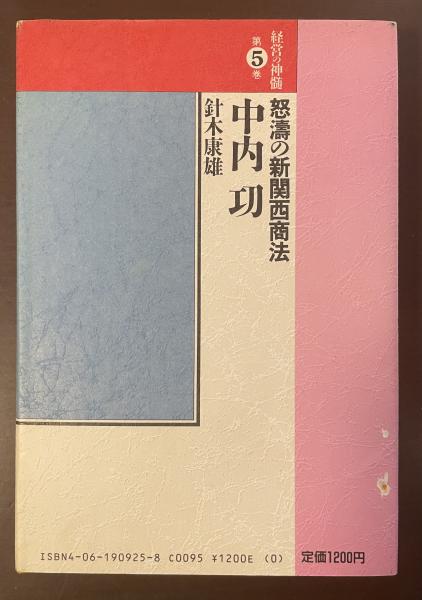 経営の神髄
第5巻
怒濤の新関西商法
中内㓛
針木康雄
ISBN4-06-190925-8 C0095 ¥1200E (0)
定価1200円